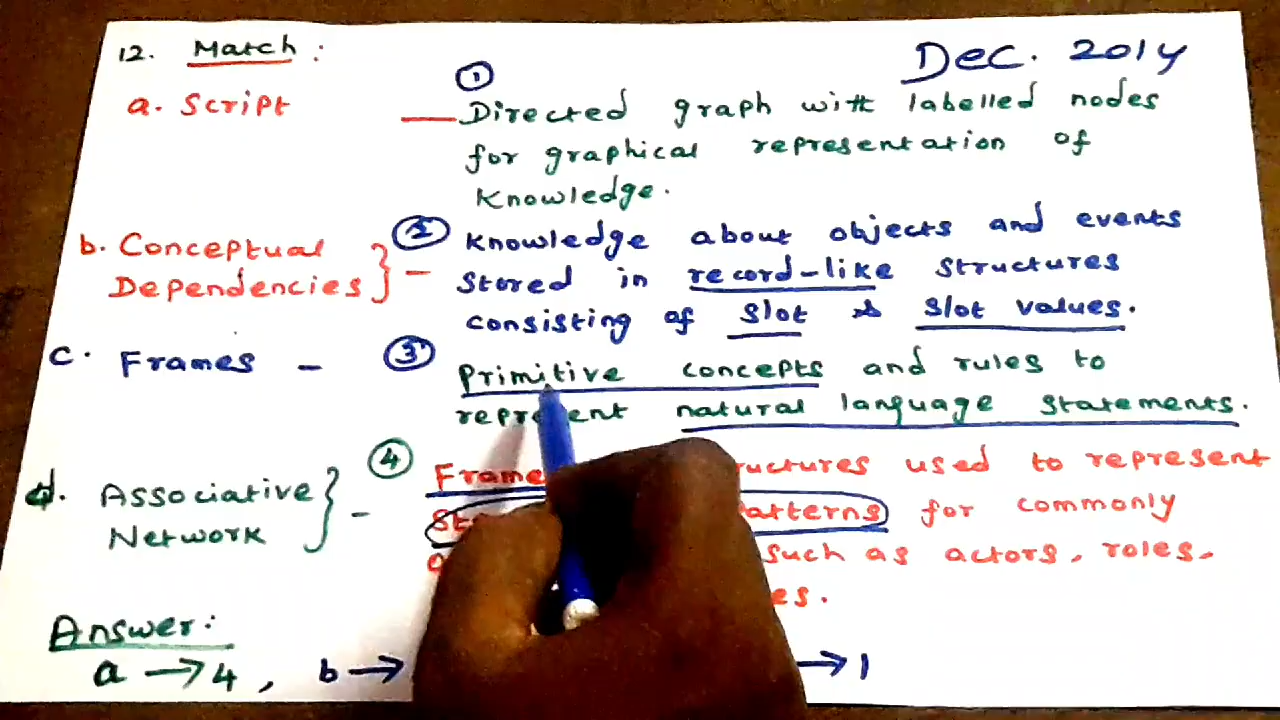 12. Match :
Dec. 2014
a. Script
①
— Directed graph with labelled nodes
for graphical representation of
Knowledge.
b. Conceptual
Dependencies } —
② Knowledge about objects and events
stored in record-like structures
consisting of slot & slot values.
c. Frames —
③ Primitive concepts and rules to
represent natural language statements.
d. Associative
Network } —
④ Frame structures used to represent
patterns for commonly
such as actors, roles,
Answer:
a → 4, b → → 1